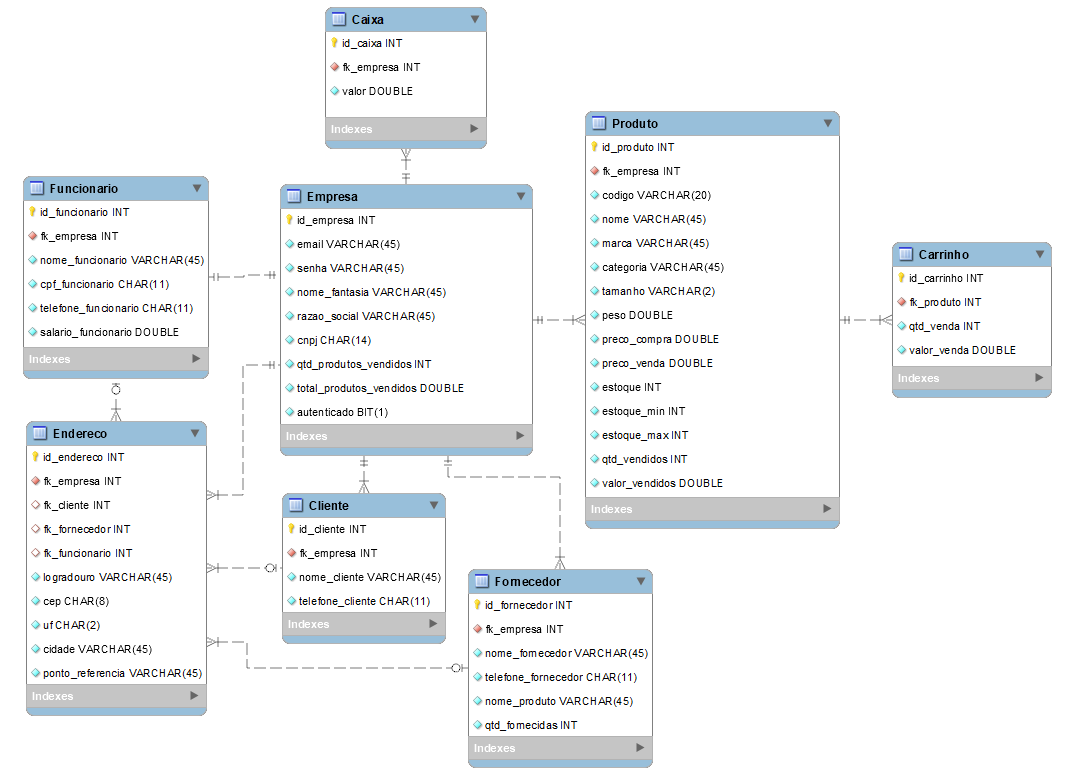 Caixa
id_caixa INT
fk_empresa INT
valor DOUBLE
Indexes
Produto
id_produto INT
fk_empresa INT
codigo VARCHAR(20)
nome VARCHAR(45)
marca VARCHAR(45)
categoria VARCHAR(45)
tamanho VARCHAR(2)
peso DOUBLE
preco_compra DOUBLE
preco_venda DOUBLE
estoque INT
estoque_min INT
estoque_max INT
qtd_vendidos INT
valor_vendidos DOUBLE
Indexes
Funcionario
id_funcionario INT
fk_empresa INT
nome_funcionario VARCHAR(45)
cpf_funcionario CHAR(11)
telefone_funcionario CHAR(11)
salario_funcionario DOUBLE
Indexes
Empresa
id_empresa INT
email VARCHAR(45)
senha VARCHAR(45)
nome_fantasia VARCHAR(45)
razao_social VARCHAR(45)
cnpj CHAR(14)
qtd_produtos_vendidos INT
total_produtos_vendidos DOUBLE
autenticado BIT(1)
Indexes
Carrinho
id_carrinho INT
fk_produto INT
qtd_venda INT
valor_venda DOUBLE
Indexes
Endereco
id_endereco INT
fk_empresa INT
fk_cliente INT
fk_fornecedor INT
fk_funcionario INT
logradouro VARCHAR(45)
cep CHAR(8)
uf CHAR(2)
cidade VARCHAR(45)
ponto_referencia VARCHAR(45)
Indexes
Cliente
id_cliente INT
fk_empresa INT
nome_cliente VARCHAR(45)
telefone_cliente CHAR(11)
Indexes
Fornecedor
id_fornecedor INT
fk_empresa INT
nome_fornecedor VARCHAR(45)
telefone_fornecedor CHAR(11)
nome_produto VARCHAR(45)
qtd_fornecidas INT
Indexes